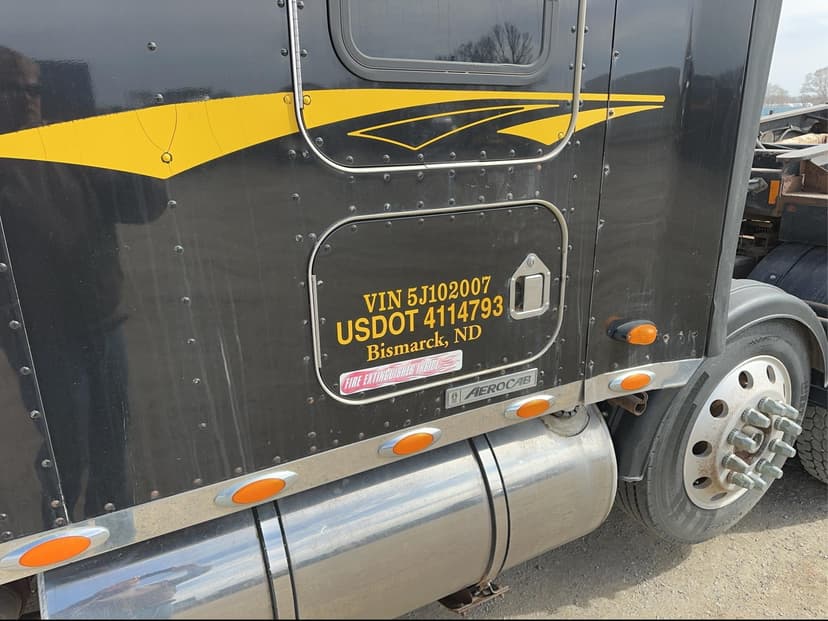 VIN 5J102007
USDOT 4114793
Bismarck, ND
FIRE EXTINGUISHER INSIDE
AEROCAB